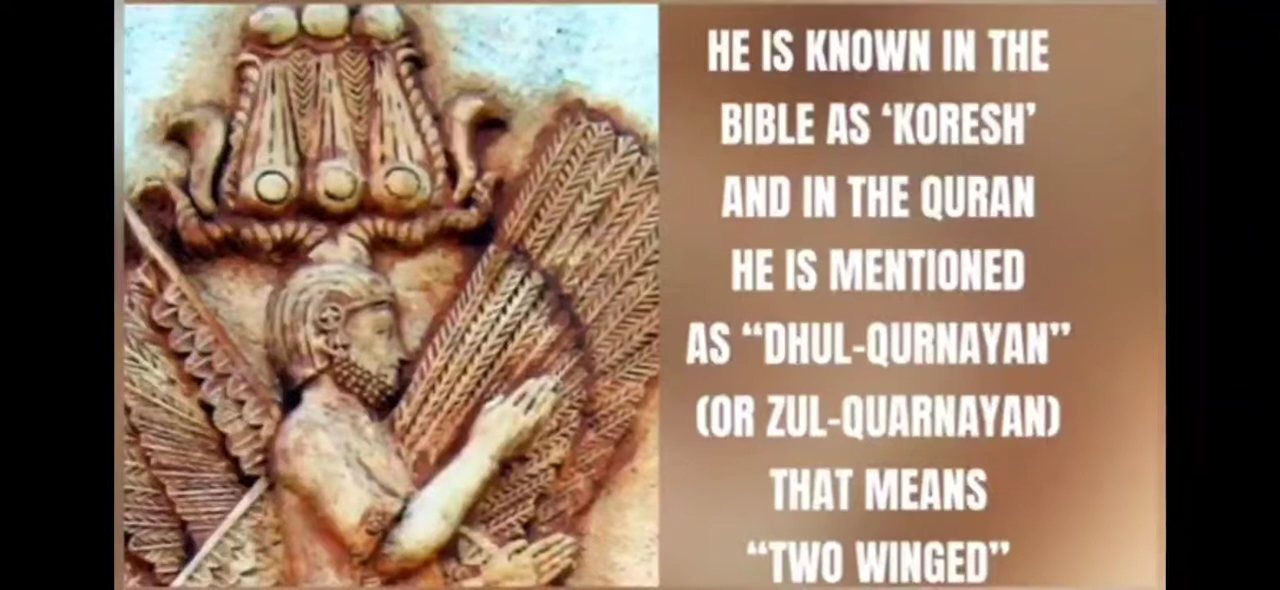 HE IS KNOWN IN THE
BIBLE AS ‘KORESH’
AND IN THE QURAN
HE IS MENTIONED
AS “DHUL-QURNAYAN”
(OR ZUL-QUARNAYAN)
THAT MEANS
“TWO WINGED”